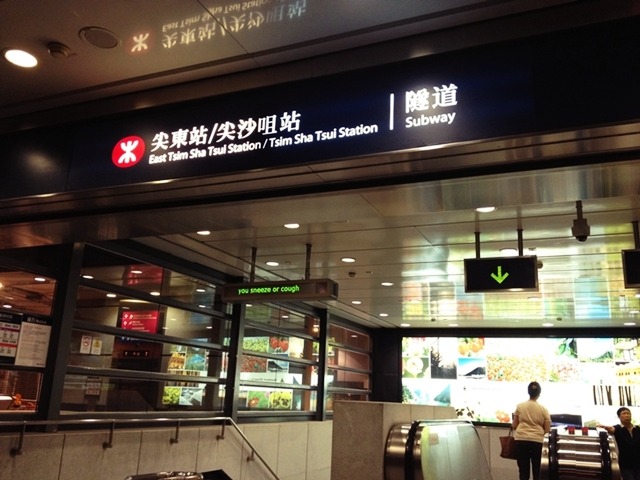 尖東站/尖沙咀站
East Tsim Sha Tsui Station / Tsim Sha Tsui Station
隧道
Subway
you sneeze or cough